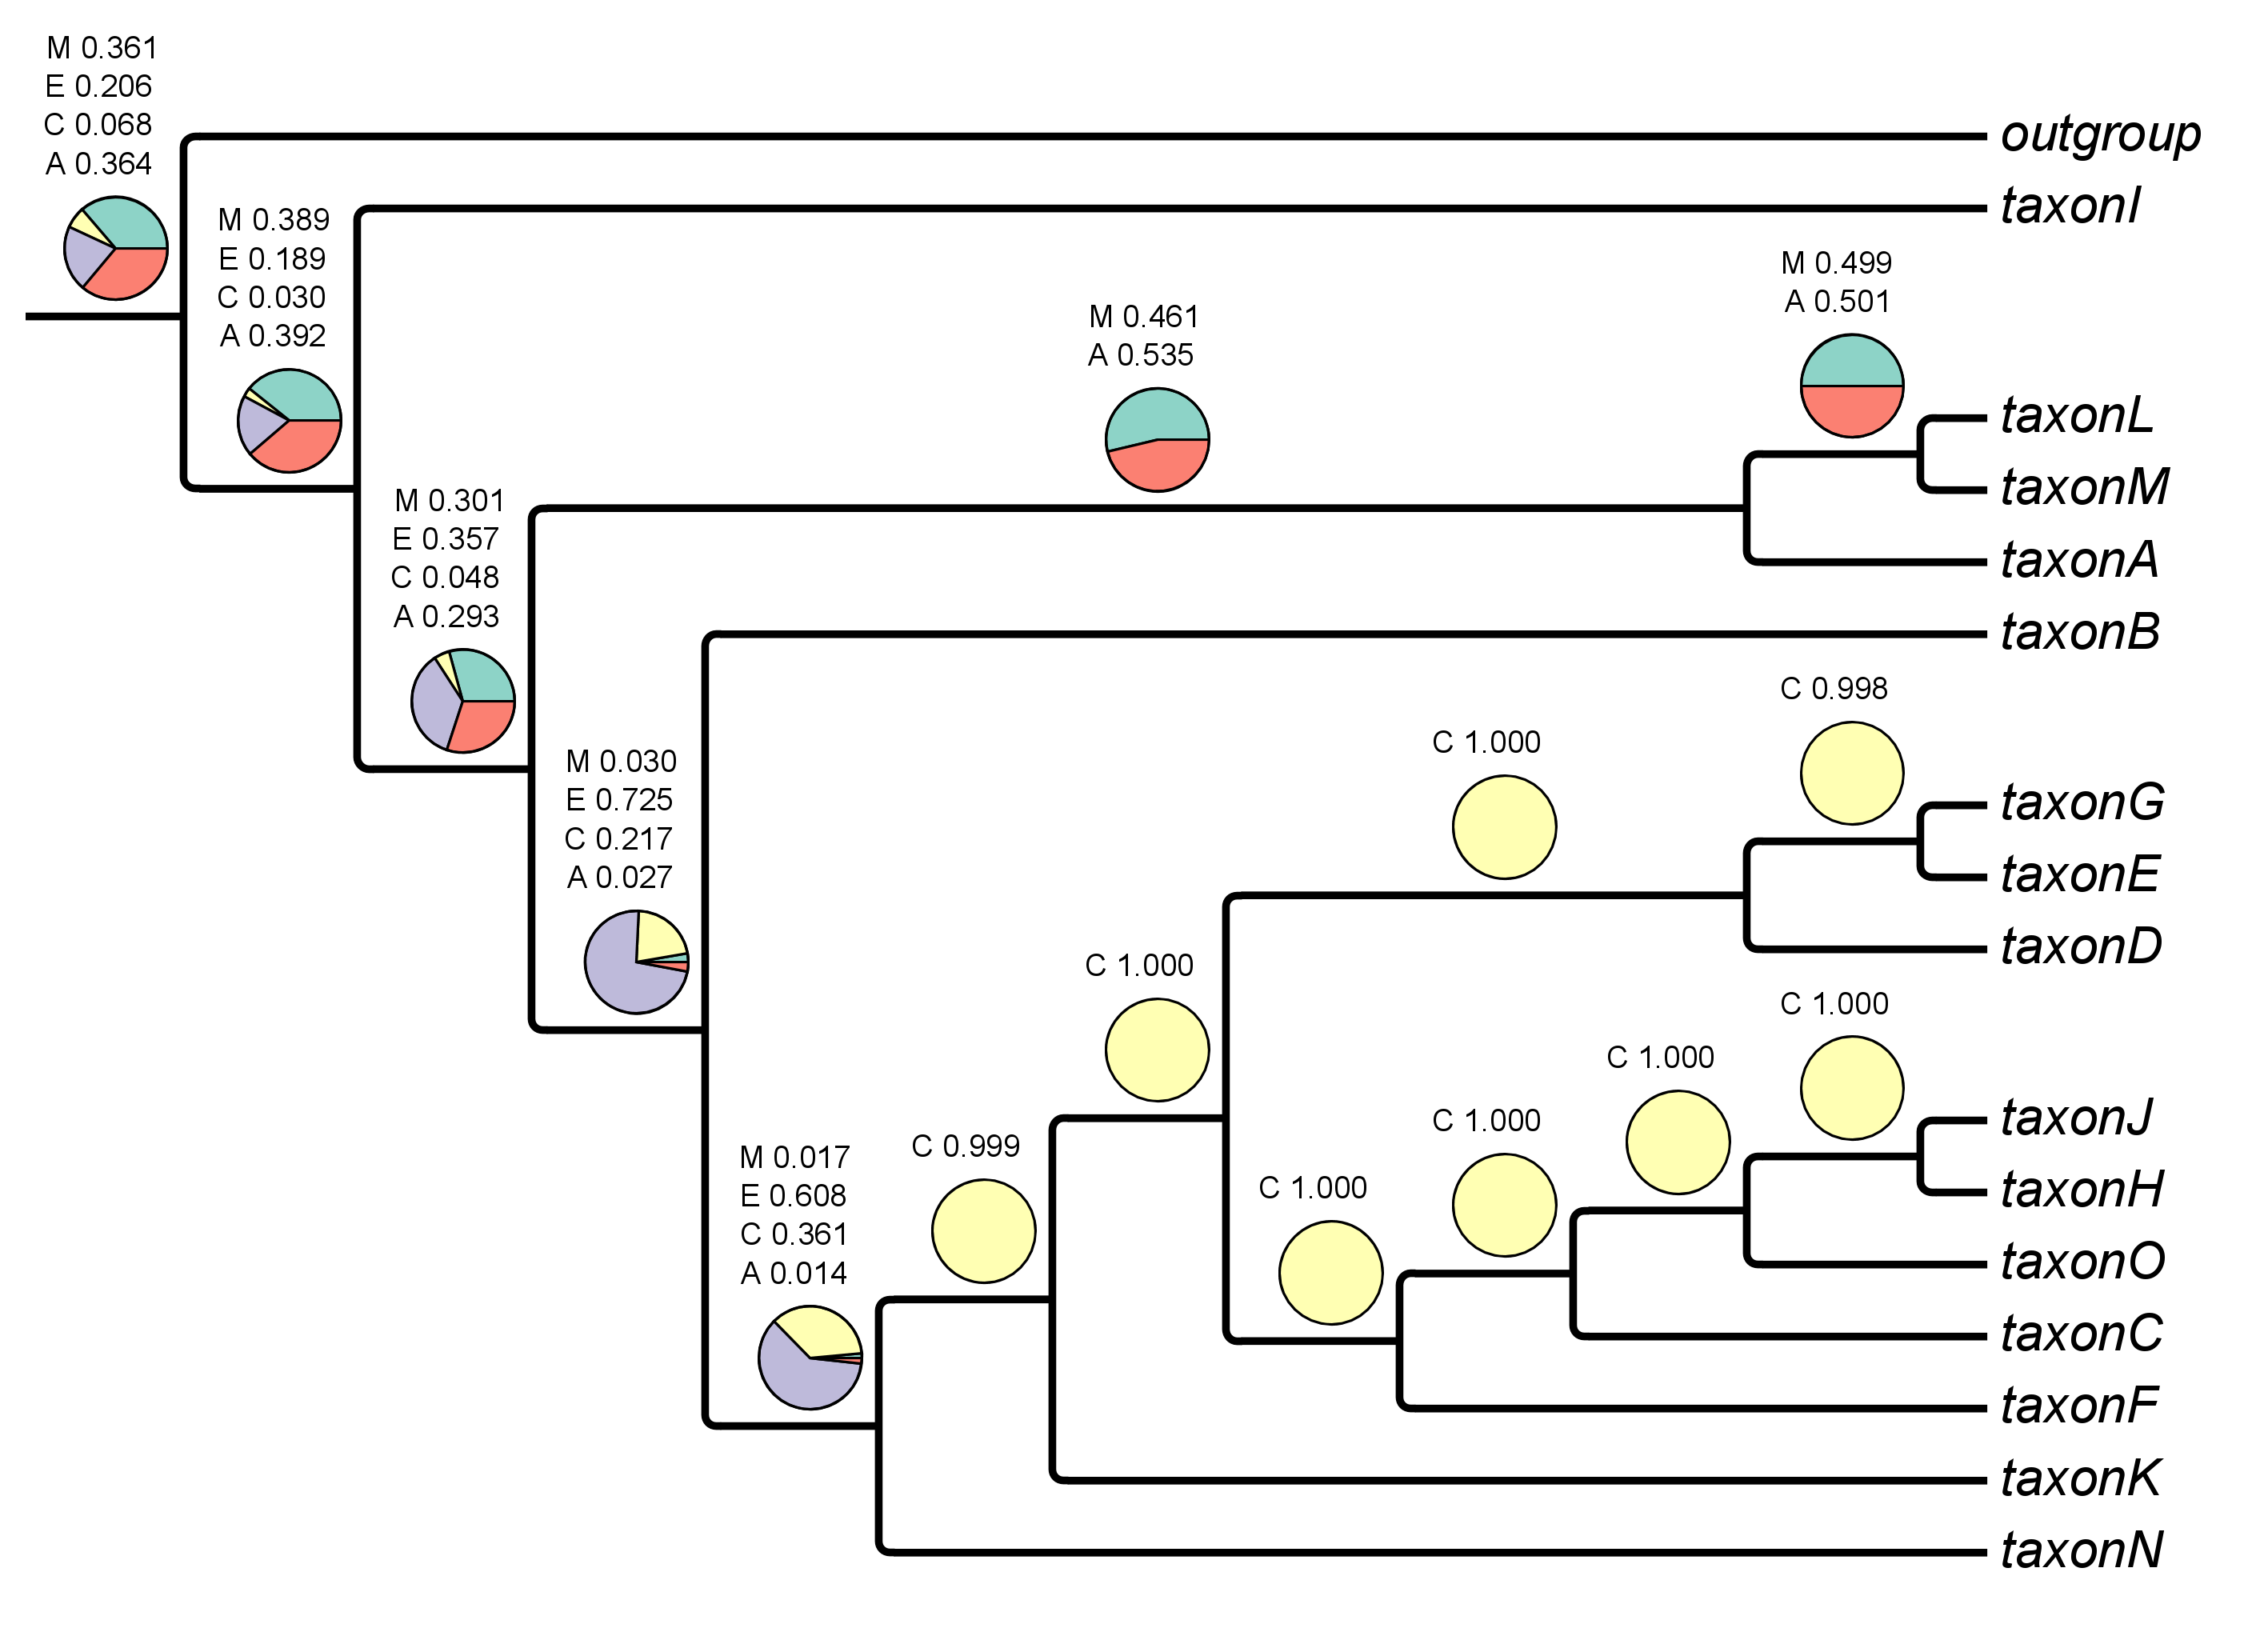 M 0.361
E 0.206
C 0.068
A 0.364
outgroup
taxonI
M 0.389
E 0.189
C 0.030
A 0.392
M 0.499
A 0.501
M 0.461
A 0.535
taxonL
taxonM
taxonA
M 0.301
E 0.357
C 0.048
A 0.293
taxonB
C 0.998
C 1.000
M 0.030
E 0.725
C 0.217
A 0.027
taxonG
taxonE
taxonD
C 1.000
C 1.000
C 1.000
C 1.000
C 1.000
C 0.999
M 0.017
E 0.608
C 0.361
A 0.014
taxonJ
taxonH
taxonO
taxonC
taxonF
taxonK
taxonN